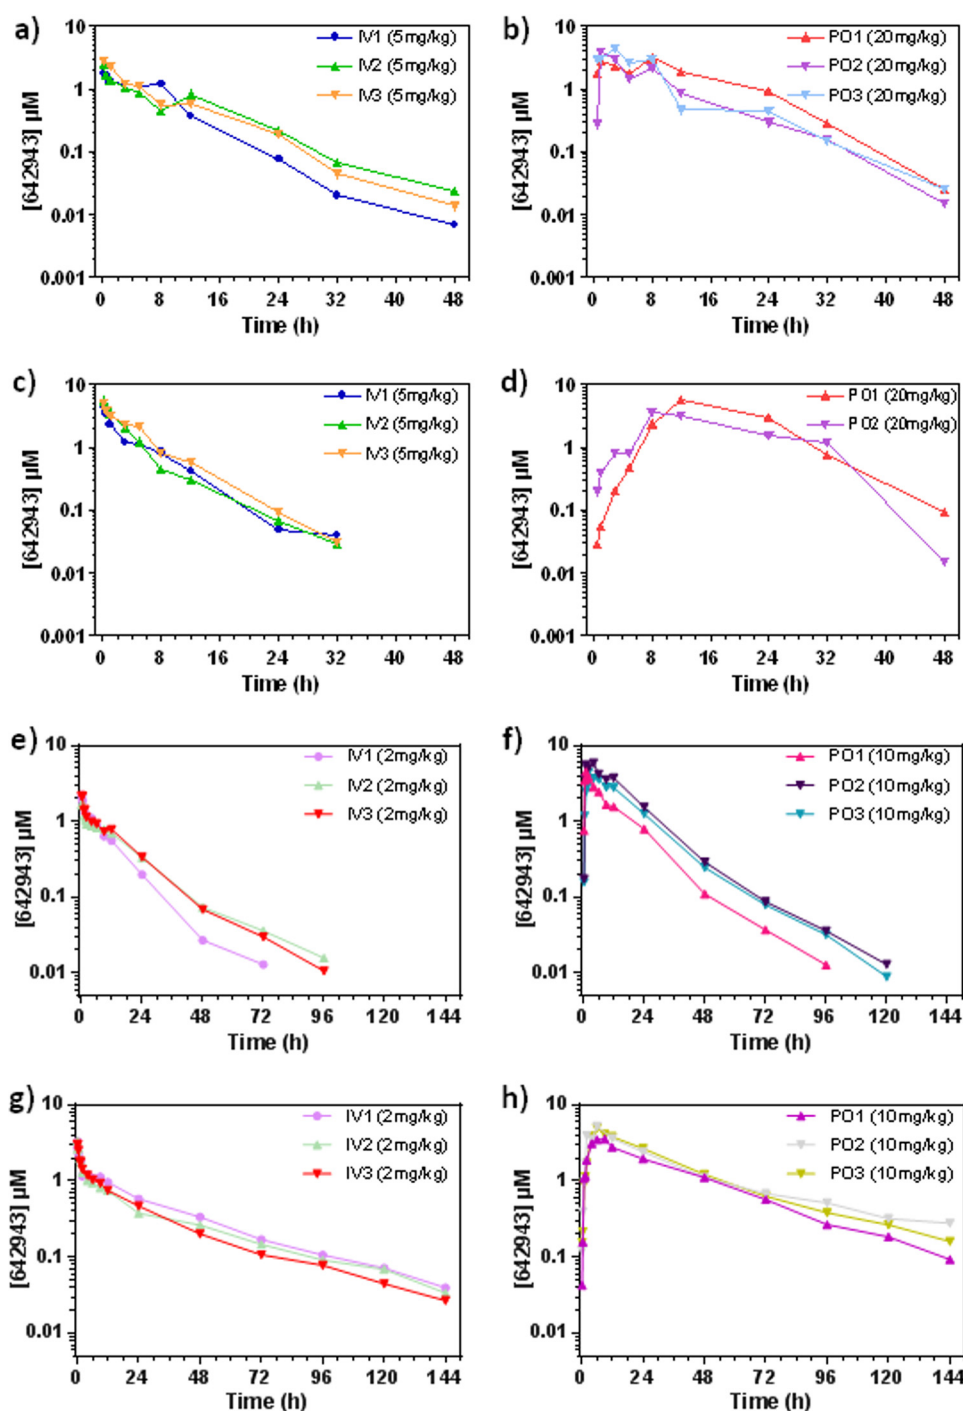 a)
[642943] µM
10
1
0.1
0.01
0.001
IV1 (5mg/kg)
IV2 (5mg/kg)
IV3 (5mg/kg)
0 8 16 24 32 40 48
Time (h)
b)
[642943] µM
10
1
0.1
0.01
0.001
PO1 (20mg/kg)
PO2 (20mg/kg)
PO3 (20mg/kg)
0 8 16 24 32 40 48
Time (h)
c)
[642943] µM
10
1
0.1
0.01
0.001
IV1 (5mg/kg)
IV2 (5mg/kg)
IV3 (5mg/kg)
0 8 16 24 32 40 48
Time (h)
d)
[642943] µM
10
1
0.1
0.01
0.001
PO1 (20mg/kg)
PO2 (20mg/kg)
0 8 16 24 32 40 48
Time (h)
e)
[642943] µM
10
1
0.1
0.01
IV1 (2mg/kg)
IV2 (2mg/kg)
IV3 (2mg/kg)
0 24 48 72 96 120 144
Time (h)
f)
[642943] µM
10
1
0.1
0.01
PO1 (10mg/kg)
PO2 (10mg/kg)
PO3 (10mg/kg)
0 24 48 72 96 120 144
Time (h)
g)
[642943] µM
10
1
0.1
0.01
IV1 (2mg/kg)
IV2 (2mg/kg)
IV3 (2mg/kg)
0 24 48 72 96 120 144
Time (h)
h)
[642943] µM
10
1
0.1
0.01
PO1 (10mg/kg)
PO2 (10mg/kg)
PO3 (10mg/kg)
0 24 48 72 96 120 144
Time (h)